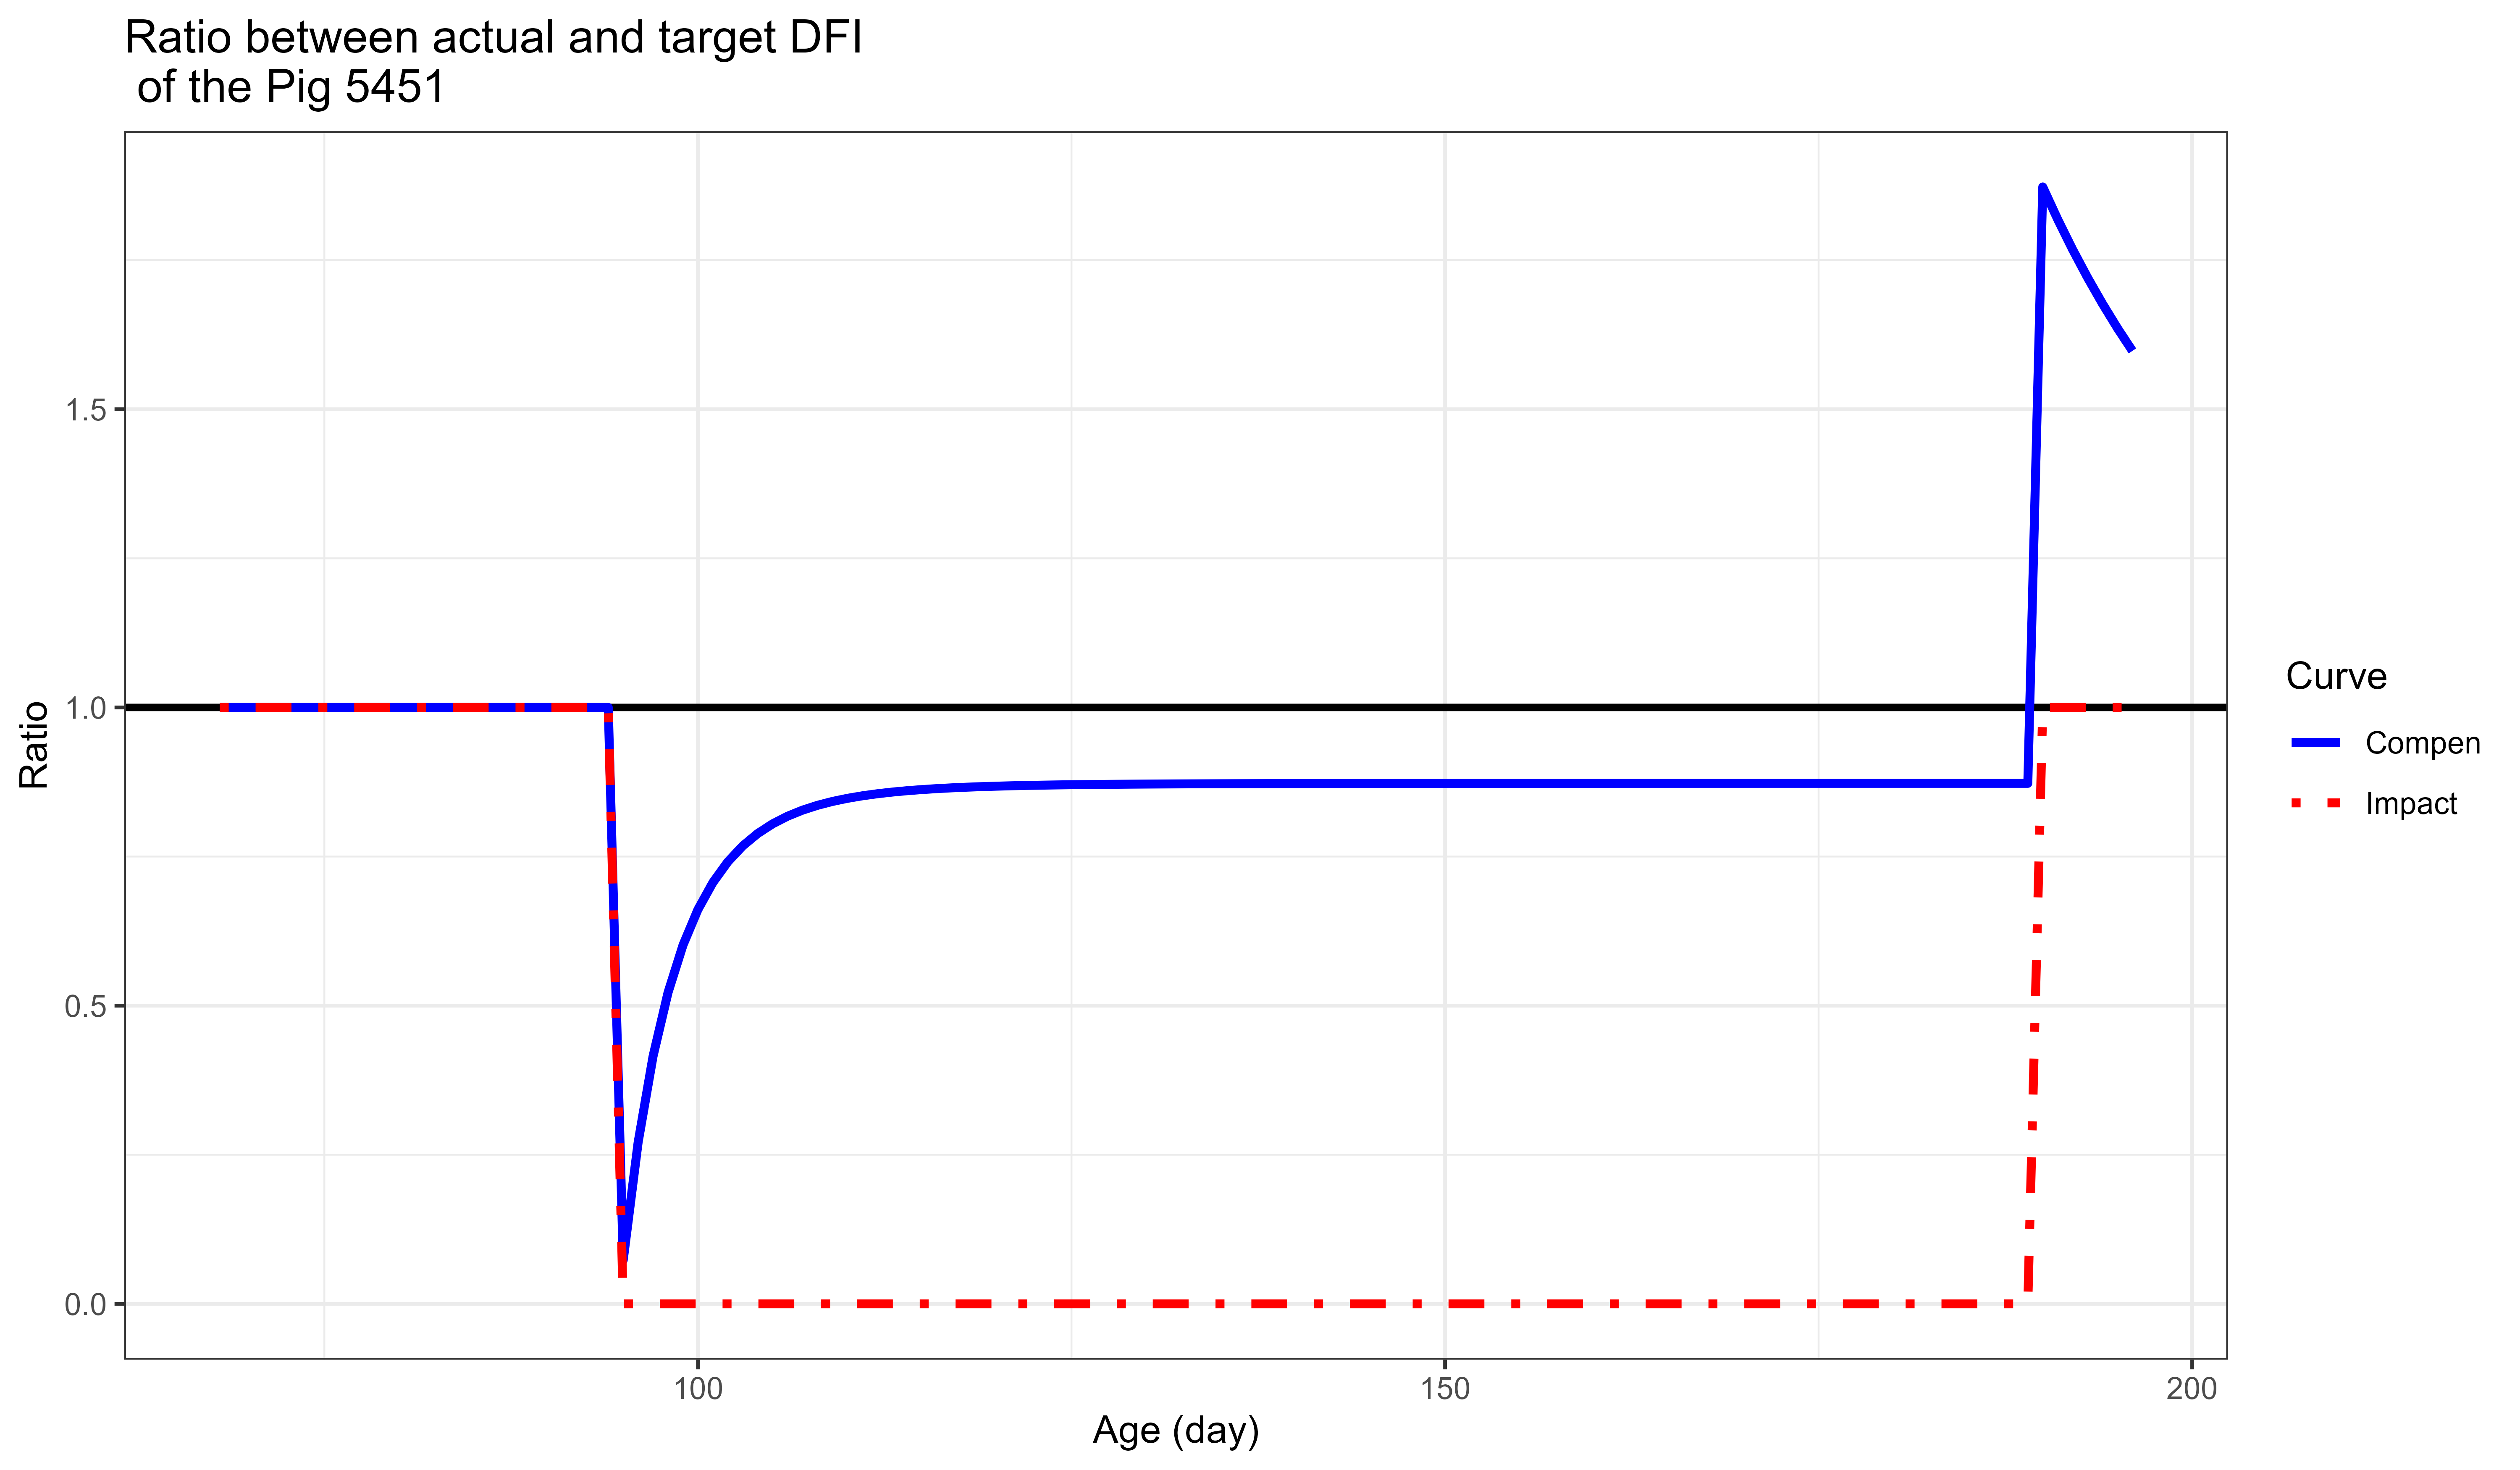 Ratio between actual and target DFI
of the Pig 5451
1.5
1.0
0.5
0.0
Ratio
100
150
200
Age (day)
Curve
Compen
Impact